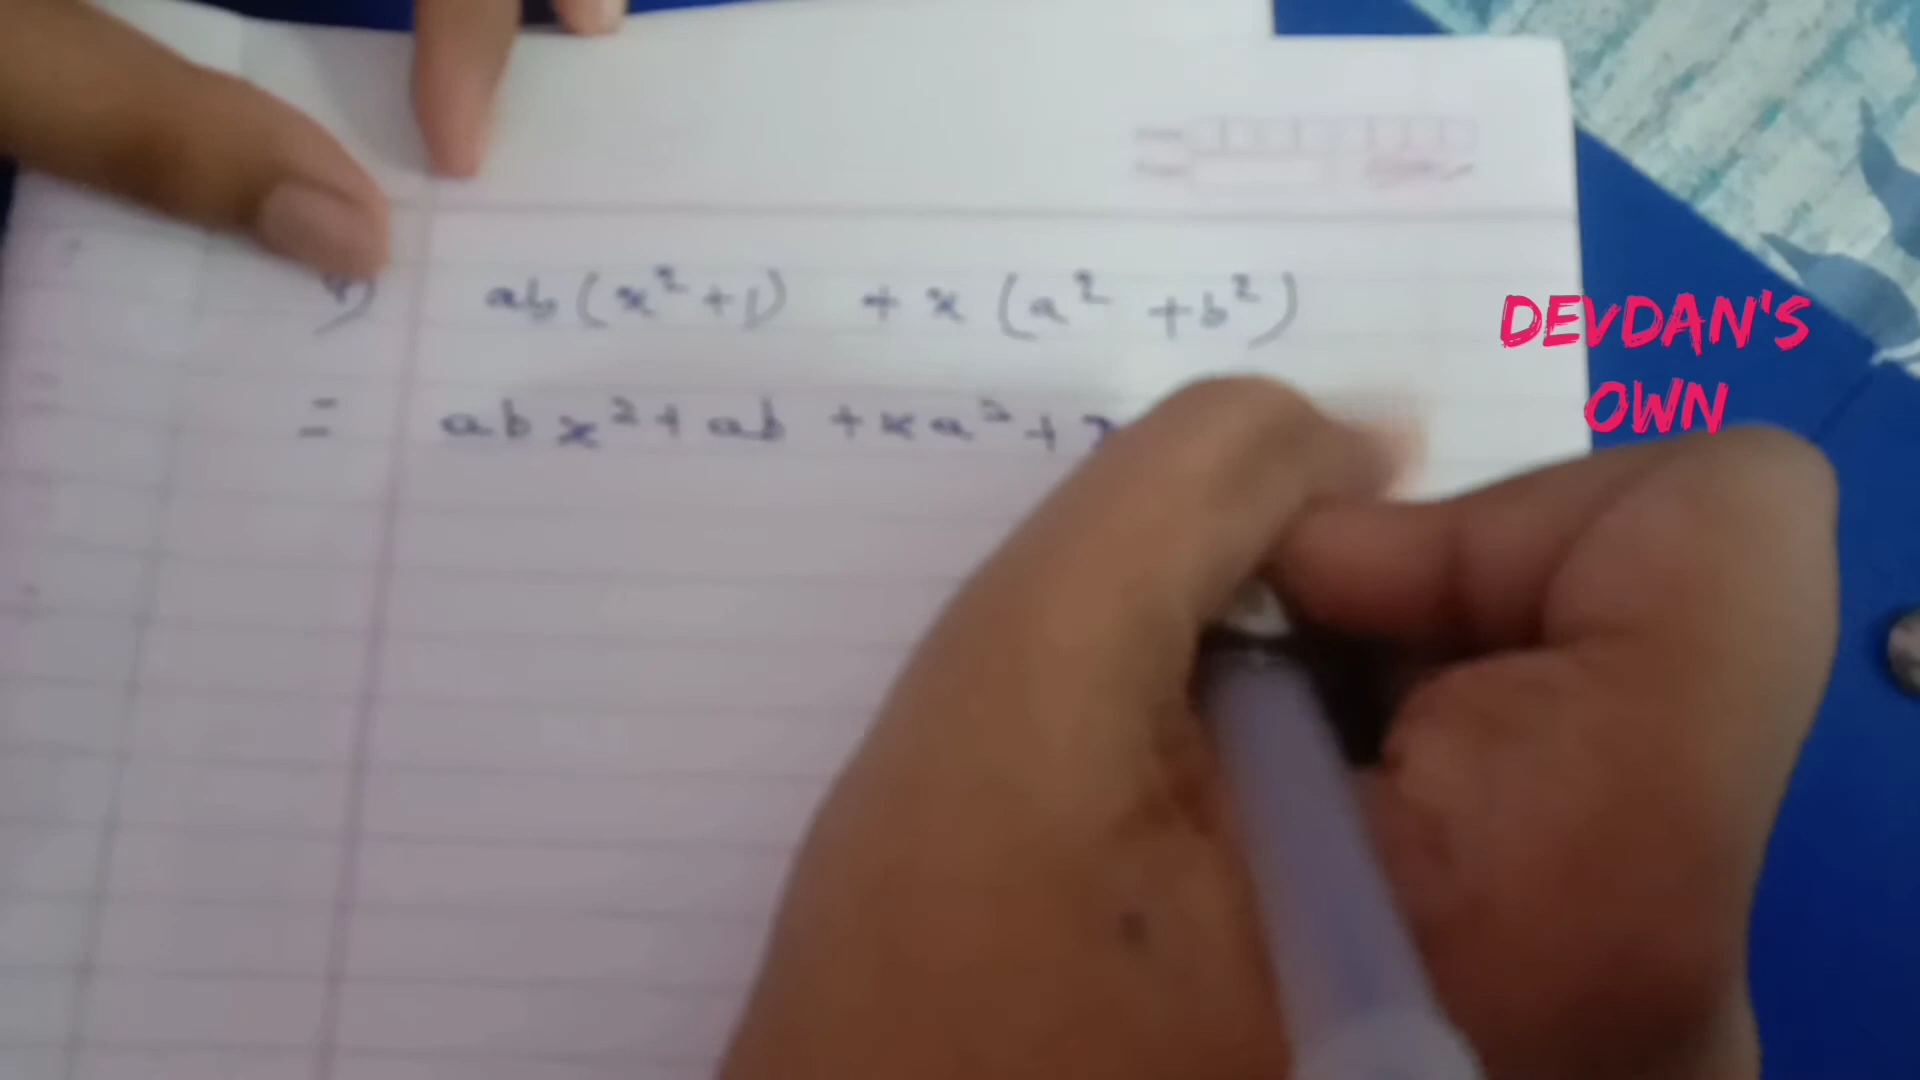 ab(x² +1) + x (a² +b²)
= abx² + ab + xa² +
DEVDAN'S
OWN